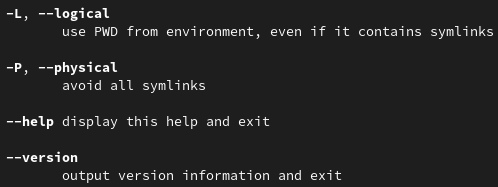 -L, --logical
use PWD from environment, even if it contains symlinks
-P, --physical
avoid all symlinks
--help display this help and exit
--version
output version information and exit